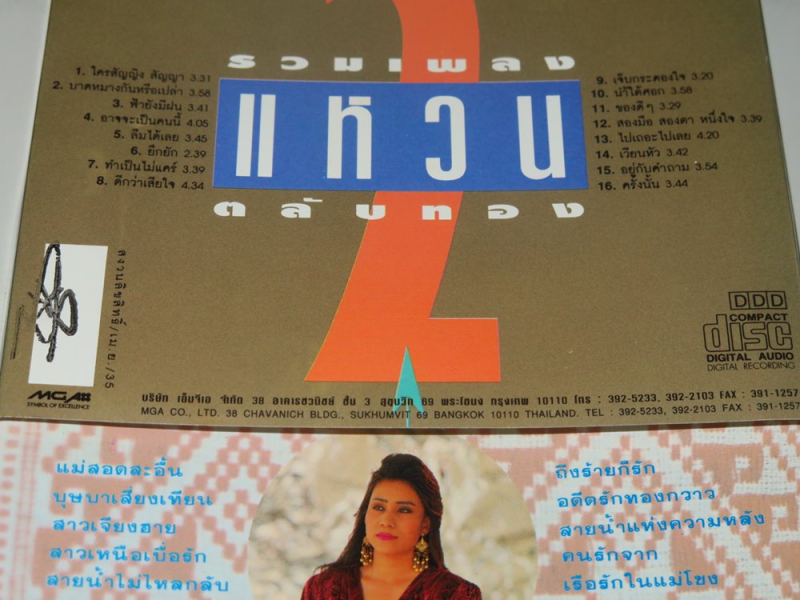 รวมเพลง
แหวน
ตลับทอง
2
1. ใครสัญญิง สัญญา 3.31
2. บาดหมางกันหรือเปล่า 3.58
3. ฟ้ายังมีฝน 3.41
4. อาจจะเป็นคนนี้ 4.05
5. ลืมได้เลย 3.45
6. ยึกยัก 2.39
7. ทำเป็นไม่แคร์ 3.39
8. ดีกว่าเสียใจ 4.34
9. เจ็บกระดองใจ 3.20
10. นำไว้ได้ดอก 3.58
11. ของดีๆ 3.29
12. สองมือ สองตา หนึ่งใจ 3.39
13. ไปเถอะไปเลย 4.20
14. เวียนหัว 3.42
15. อยู่กับคำถาม 3.54
16. ครั้งนั้น 3.44
สงวนลิขสิทธิ์/เม.ย./35
DDD
COMPACT
disc
DIGITAL AUDIO
DIGITAL RECORDING
MGA
SYMBOL OF EXCELLENCE
บริษัท เอ็มจีเอ จำกัด 38 อาคารชวนิชย์ ชั้น 3 สุขุมวิท 69 พระโขนง กรุงเทพ 10110 โทร : 392-5233, 392-2103 FAX : 391-1257
MGA CO., LTD. 38 CHAVANICH BLDG., SUKHUMVIT 69 BANGKOK 10110 THAILAND. TEL : 392-5233, 392-2103 FAX : 391-1257
แม่สอดสะอื้น
บุษบาเสี่ยงเทียน
สาวเจียงฮาย
สาวเหนือเบื่อรัก
สายน้ำไม่ไหลกลับ
ถึงร้ายก็รัก
อดีตรักทองกวาว
สายน้ำแห่งความหลัง
คนรักจาก
เรือรักในแม่โขง